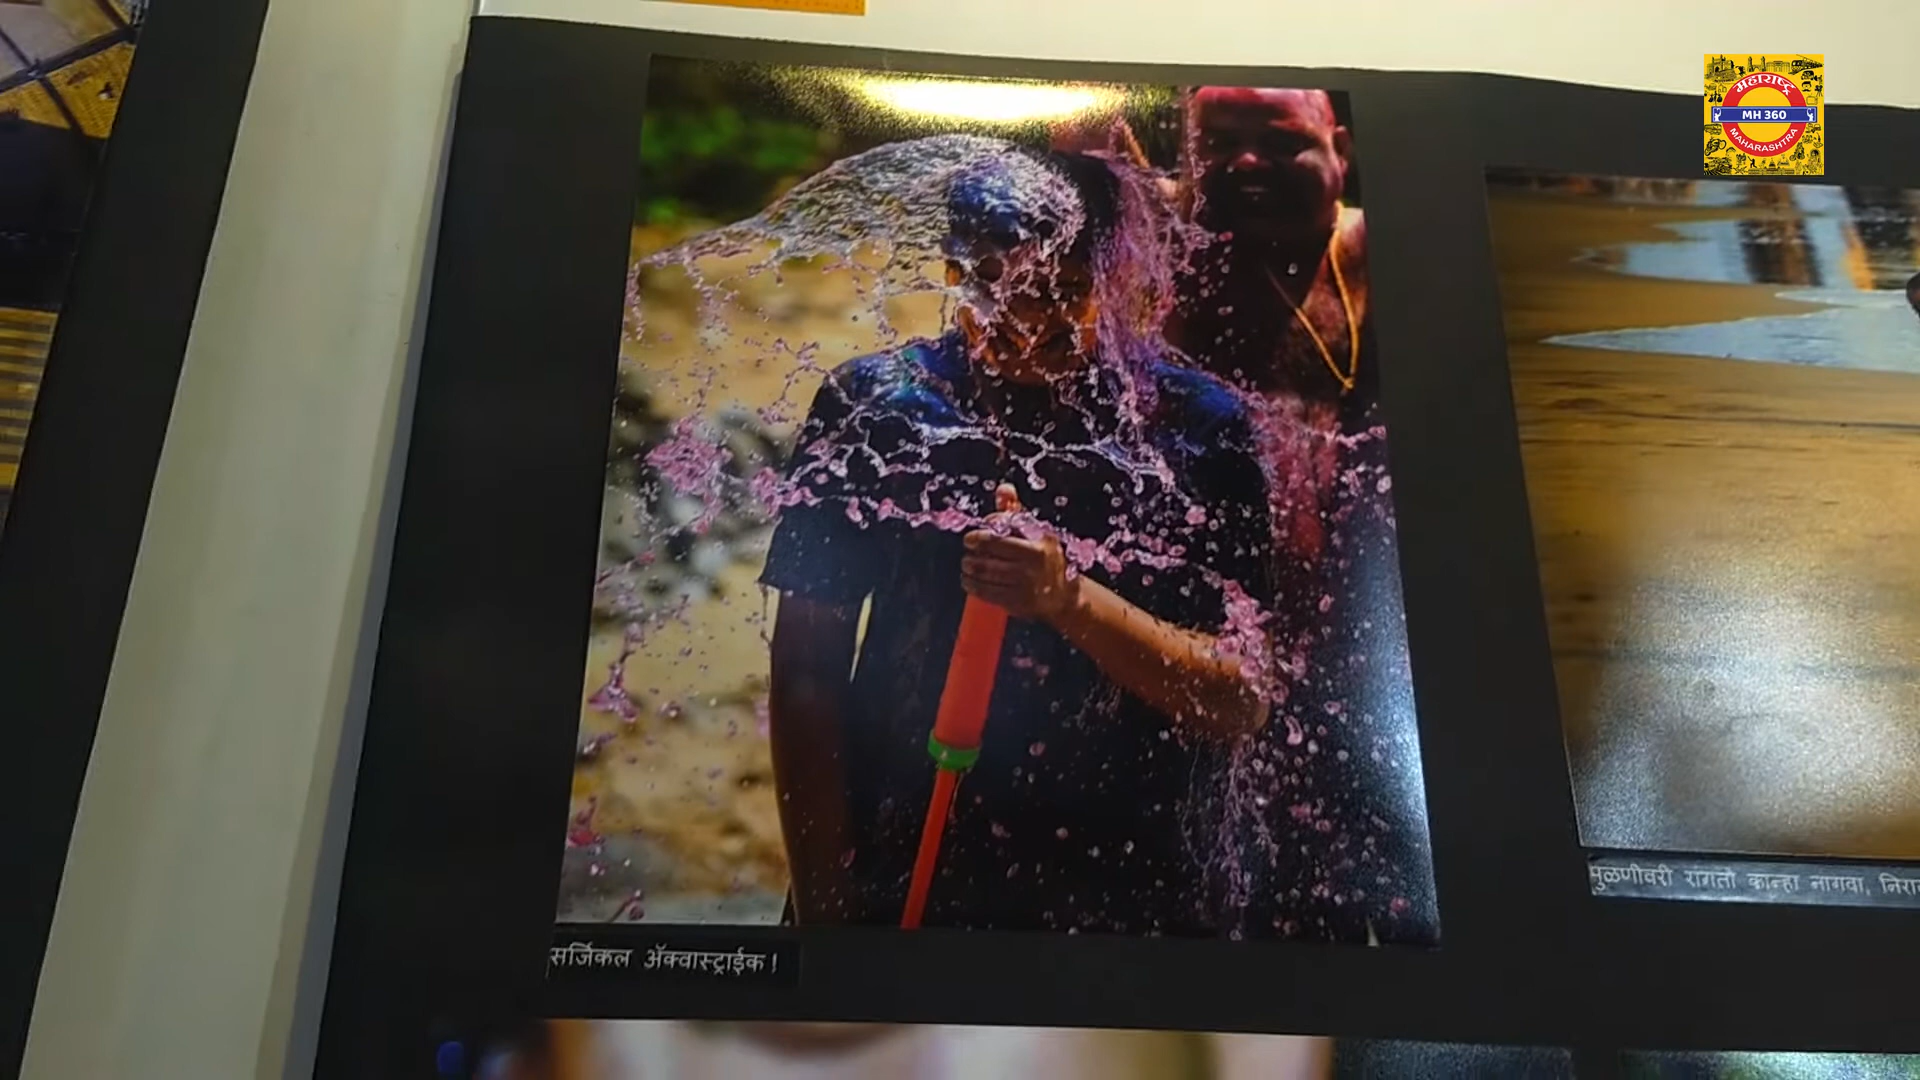 महाराष्ट्र
MH 360
MAHARASHTRA
सर्जिकल ॲक्वास्ट्राईक !
मुळणीवरी रांगतो कान्हा नागवा,